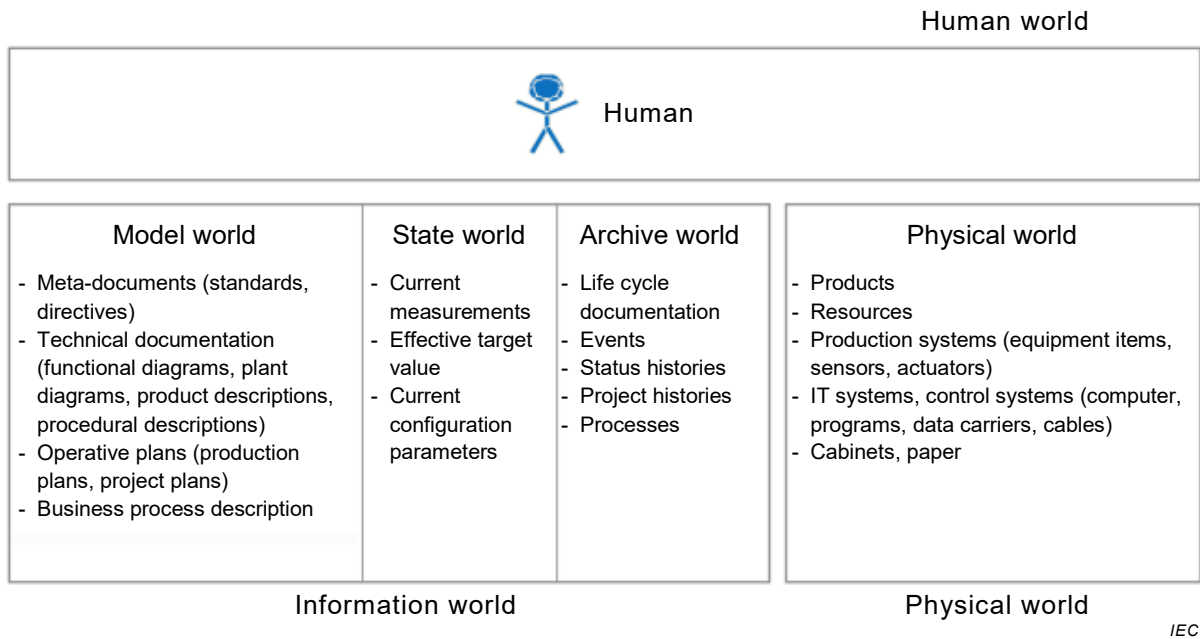 Human world
Human
Model world
- Meta-documents (standards,
directives)
- Technical documentation
(functional diagrams, plant
diagrams, product descriptions,
procedural descriptions)
- Operative plans (production
plans, project plans)
- Business process description
State world
- Current
measurements
- Effective target
value
- Current
configuration
parameters
Archive world
- Life cycle
documentation
- Events
- Status histories
- Project histories
- Processes
Physical world
- Products
- Resources
- Production systems (equipment items,
sensors, actuators)
- IT systems, control systems (computer,
programs, data carriers, cables)
- Cabinets, paper
Information world
Physical world
IEC